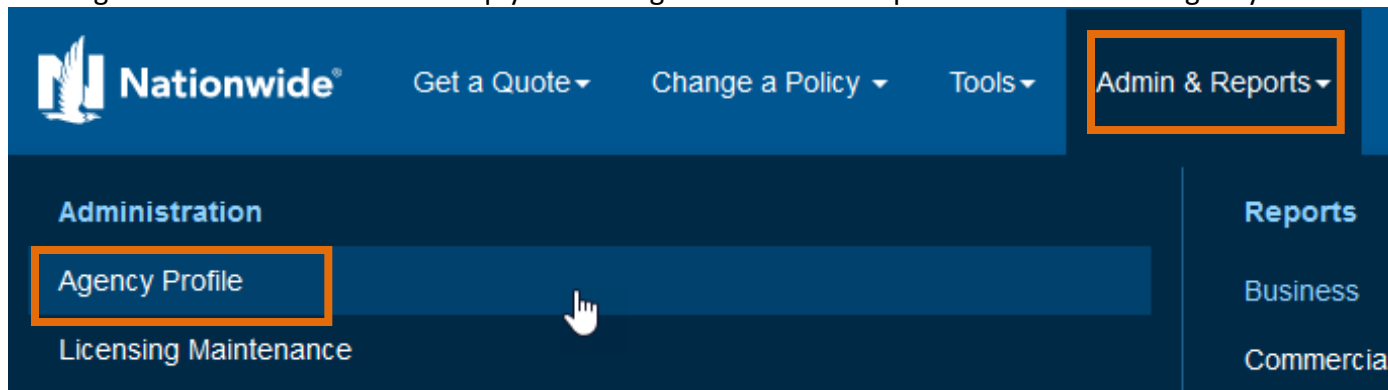 Nationwide® Get a Quote Change a Policy Tools Admin & Reports
Administration
Agency Profile
Licensing Maintenance
Reports
Business
Commercia